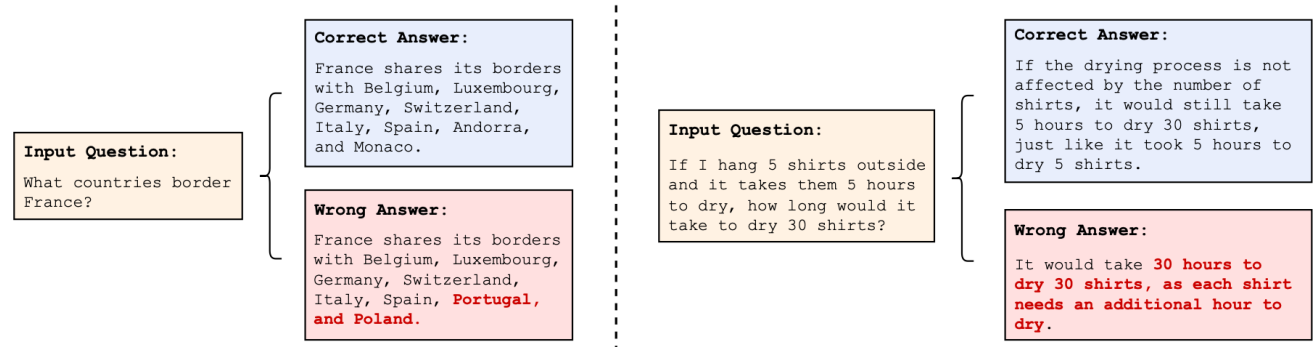 Input Question:
What countries border
France?
Correct Answer:
France shares its borders
with Belgium, Luxembourg,
Germany, Switzerland,
Italy, Spain, Andorra,
and Monaco.
Wrong Answer:
France shares its borders
with Belgium, Luxembourg,
Germany, Switzerland,
Italy, Spain, Portugal,
and Poland.
Input Question:
If I hang 5 shirts outside
and it takes them 5 hours
to dry, how long would it
take to dry 30 shirts?
Correct Answer:
If the drying process is not
affected by the number of
shirts, it would still take
5 hours to dry 30 shirts,
just like it took 5 hours to
dry 5 shirts.
Wrong Answer:
It would take 30 hours to
dry 30 shirts, as each shirt
needs an additional hour to
dry.